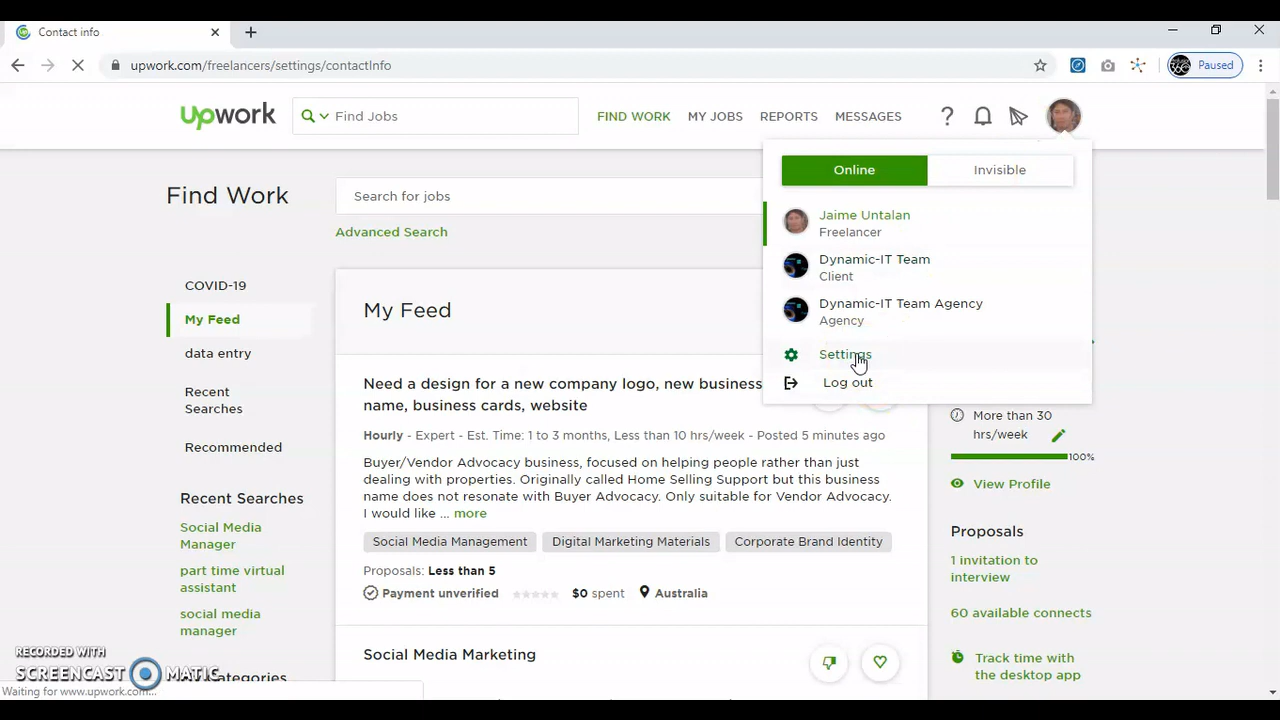 Contact info
upwork.com/freelancers/settings/contactInfo
Paused
upwork
Find Jobs
FIND WORK
MY JOBS
REPORTS
MESSAGES
?
Online
Invisible
Jaime Untalan
Freelancer
Dynamic-IT Team
Client
Dynamic-IT Team Agency
Agency
Settings
Log out
Find Work
Search for jobs
Advanced Search
COVID-19
My Feed
data entry
Recent
Searches
Recommended
Recent Searches
Social Media
Manager
part time virtual
assistant
social media
manager
My Feed
Need a design for a new company logo, new business
name, business cards, website
Hourly - Expert - Est. Time: 1 to 3 months, Less than 10 hrs/week - Posted 5 minutes ago
Buyer/Vendor Advocacy business, focused on helping people rather than just
dealing with properties. Originally called Home Selling Support but this business
name does not resonate with Buyer Advocacy. Only suitable for Vendor Advocacy.
I would like ... more
Social Media Management
Digital Marketing Materials
Corporate Brand Identity
Proposals: Less than 5
Payment unverified
$0 spent
Australia
Social Media Marketing
More than 30
hrs/week
100%
View Profile
Proposals
1 invitation to
interview
60 available connects
Track time with
the desktop app
RECORDED WITH
SCREENCAST MATIC
Categories
Waiting for www.upwork.com...